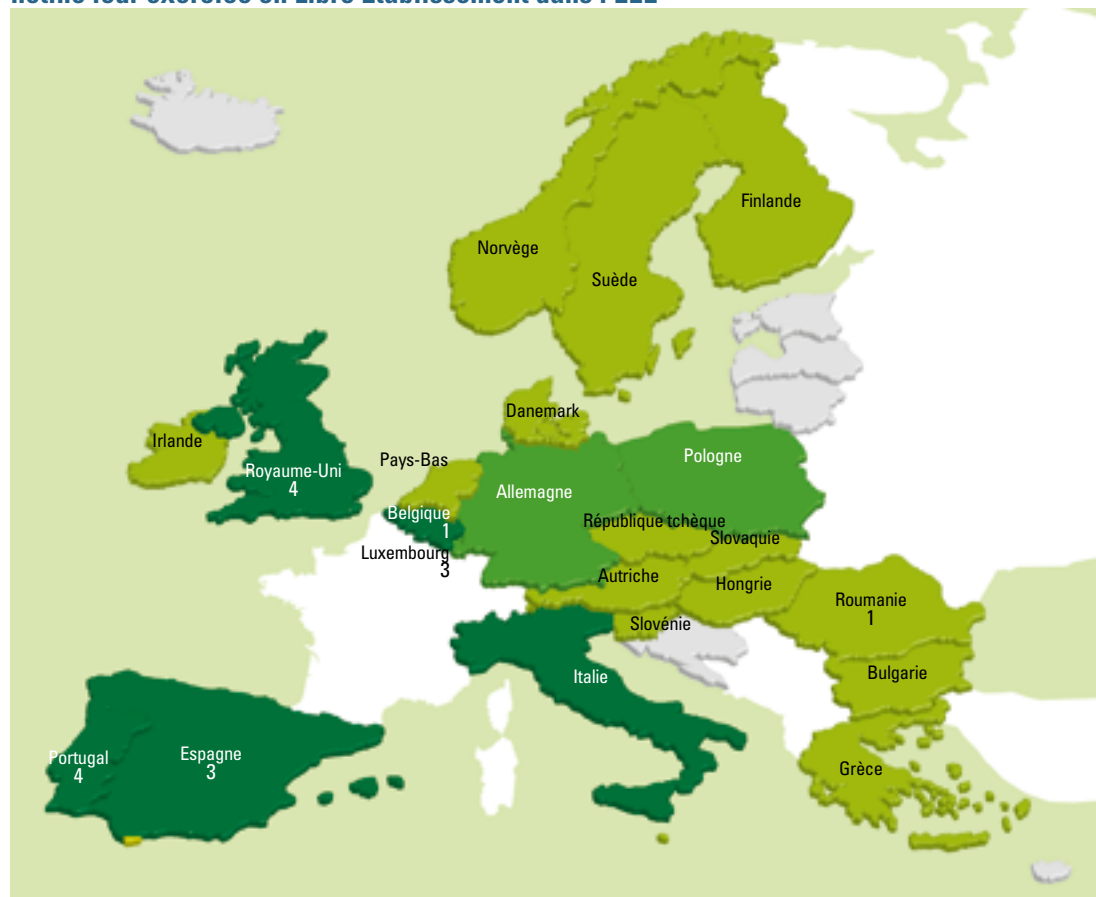 Finlande
Norvège
Suède
Danemark
Irlande
Royaume-Uni
4
Pays-Bas
Pologne
Allemagne
Belgique
1
République tchèque
Slovaquie
Luxembourg
3
Autriche
Hongrie
Roumanie
1
Slovénie
Bulgarie
Italie
Portugal
4
Espagne
3
Grèce